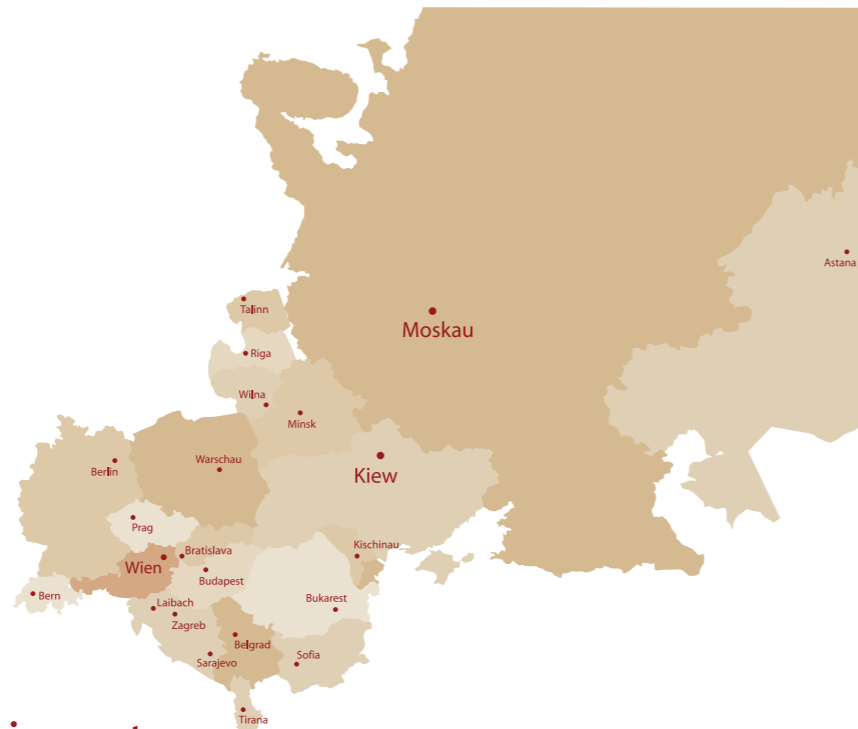 Astana
Talinn
Moskau
Riga
Wilna
Minsk
Warschau
Berlin
Kiew
Prag
Kischinau
Bratislava
Wien
Budapest
Bern
Bukarest
Laibach
Zagreb
Belgrad
Sofia
Sarajevo
Tirana